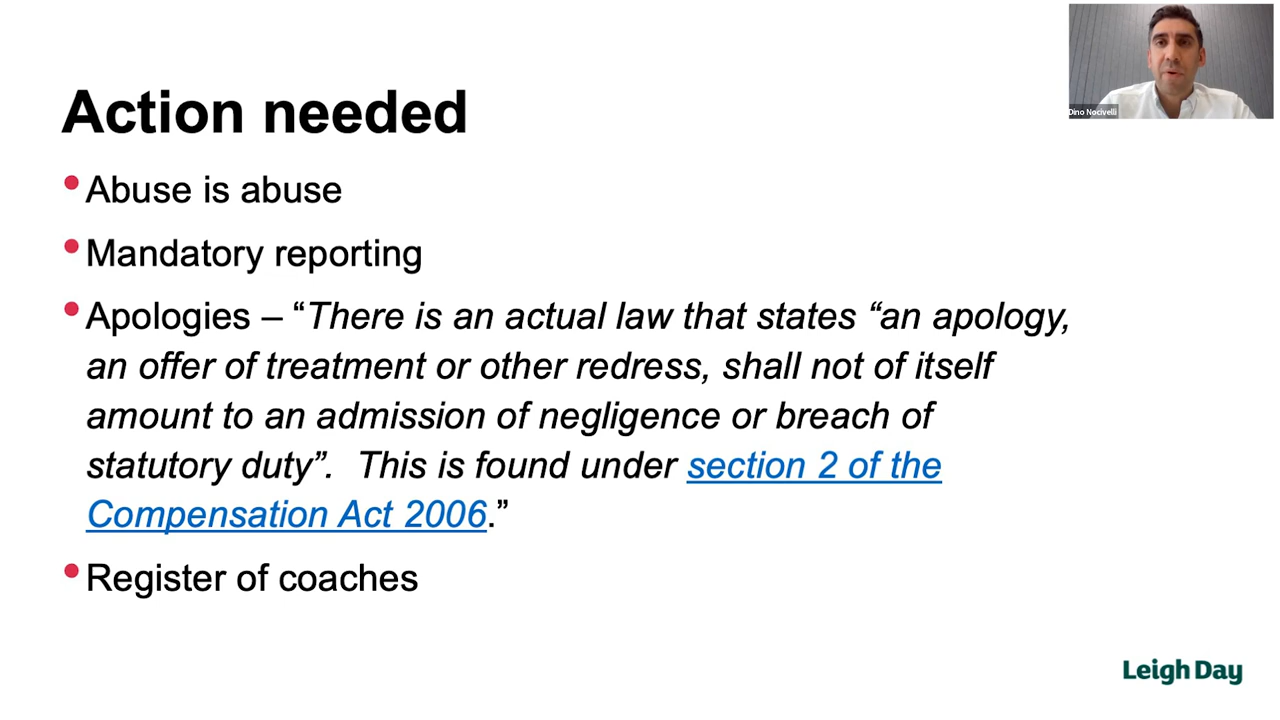 Action needed
Dino Nocivelli
• Abuse is abuse
• Mandatory reporting
• Apologies – “There is an actual law that states “an apology,
an offer of treatment or other redress, shall not of itself
amount to an admission of negligence or breach of
statutory duty”.  This is found under section 2 of the
Compensation Act 2006.”
• Register of coaches
Leigh Day